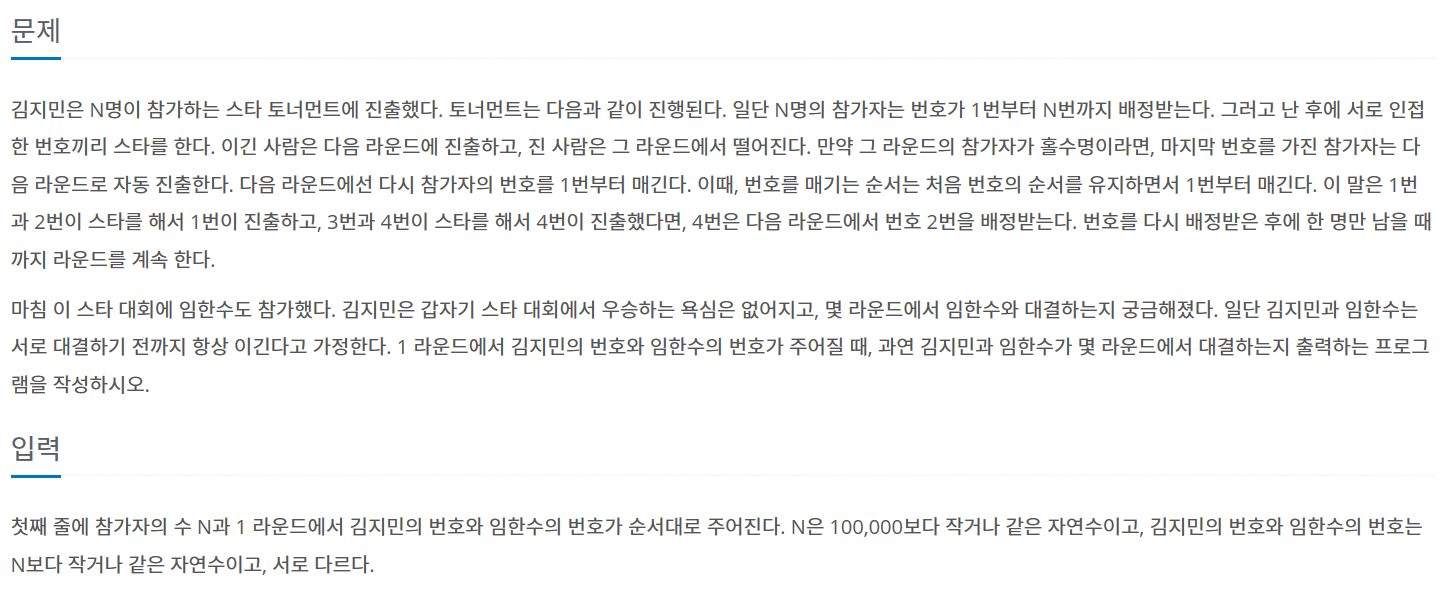 문제
김지민은 N명이 참가하는 스타 토너먼트에 진출했다. 토너먼트는 다음과 같이 진행된다. 일단 N명의 참가자는 번호가 1번부터 N번까지 배정받는다. 그러고 난 후에 서로 인접
한 번호끼리 스타를 한다. 이긴 사람은 다음 라운드에 진출하고, 진 사람은 그 라운드에서 떨어진다. 만약 그 라운드의 참가자가 홀수명이라면, 마지막 번호를 가진 참가자는 다
음 라운드로 자동 진출한다. 다음 라운드에선 다시 참가자의 번호를 1번부터 매긴다. 이때, 번호를 매기는 순서는 처음 번호의 순서를 유지하면서 1번부터 매긴다. 이 말은 1번
과 2번이 스타를 해서 1번이 진출하고, 3번과 4번이 스타를 해서 4번이 진출했다면, 4번은 다음 라운드에서 번호 2번을 배정받는다. 번호를 다시 배정받은 후에 한 명만 남을 때
까지 라운드를 계속 한다.
마침 이 스타 대회에 임한수도 참가했다. 김지민은 갑자기 스타 대회에서 우승하는 욕심은 없어지고, 몇 라운드에서 임한수와 대결하는지 궁금해졌다. 일단 김지민과 임한수는
서로 대결하기 전까지 항상 이긴다고 가정한다. 1 라운드에서 김지민의 번호와 임한수의 번호가 주어질 때, 과연 김지민과 임한수가 몇 라운드에서 대결하는지 출력하는 프로그
램을 작성하시오.
입력
첫째 줄에 참가자의 수 N과 1 라운드에서 김지민의 번호와 임한수의 번호가 순서대로 주어진다. N은 100,000보다 작거나 같은 자연수이고, 김지민의 번호와 임한수의 번호는
N보다 작거나 같은 자연수이고, 서로 다르다.